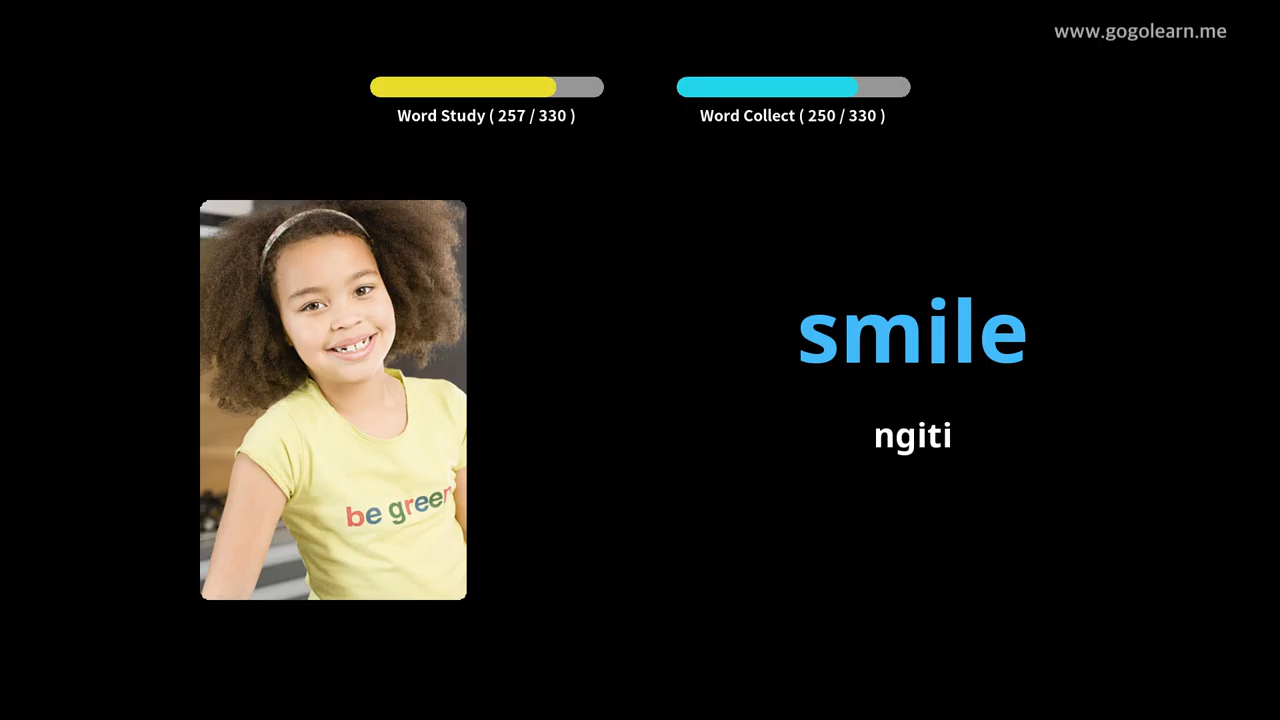 www.gogolearn.me
Word Study ( 257 / 330 )
Word Collect ( 250 / 330 )
smile
ngiti
be green